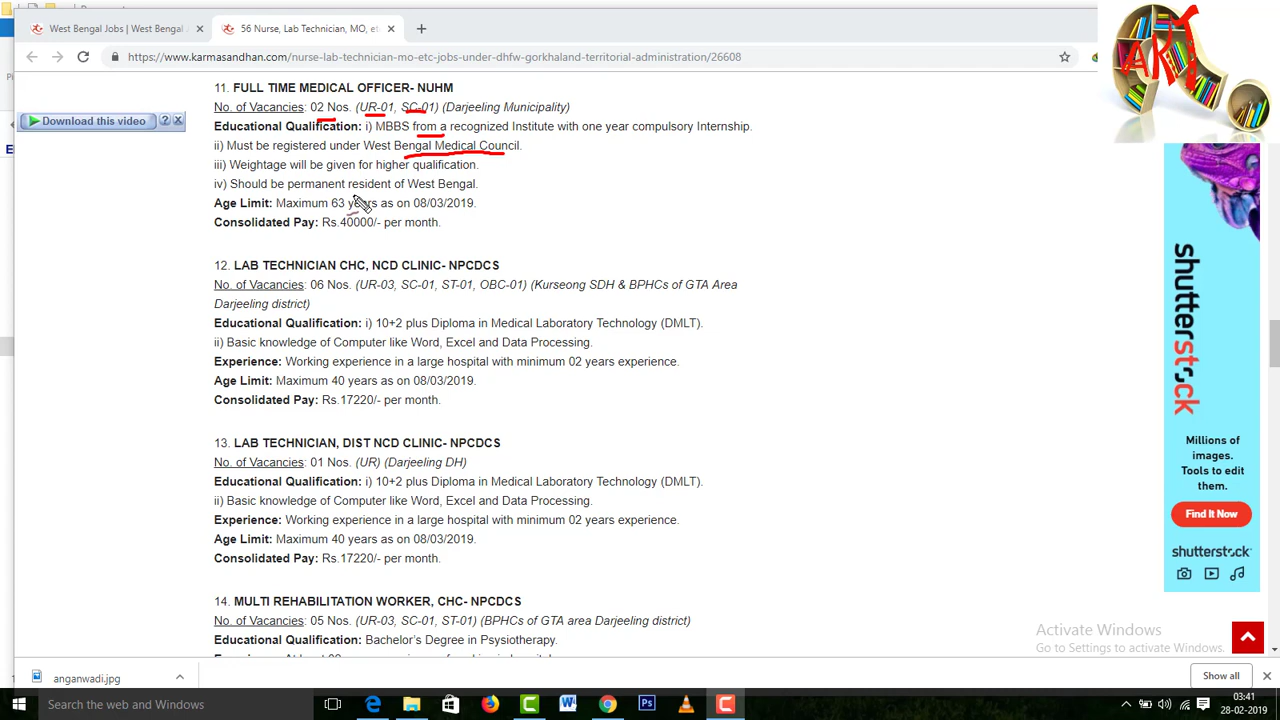 West Bengal Jobs | West Bengal
56 Nurse, Lab Technician, MO, et
https://www.karmasandhan.com/nurse-lab-technician-mo-etc-jobs-under-dhfw-gorkhaland-territorial-administration/26608
ART
Download this video ? X
11. FULL TIME MEDICAL OFFICER- NUHM
No. of Vacancies: 02 Nos. (UR-01, SC-01) (Darjeeling Municipality)
Educational Qualification: i) MBBS from a recognized Institute with one year compulsory Internship.
ii) Must be registered under West Bengal Medical Council.
iii) Weightage will be given for higher qualification.
iv) Should be permanent resident of West Bengal.
Age Limit: Maximum 63 years as on 08/03/2019.
Consolidated Pay: Rs.40000/- per month.
12. LAB TECHNICIAN CHC, NCD CLINIC- NPCDCS
No. of Vacancies: 06 Nos. (UR-03, SC-01, ST-01, OBC-01) (Kurseong SDH & BPHCs of GTA Area
Darjeeling district)
Educational Qualification: i) 10+2 plus Diploma in Medical Laboratory Technology (DMLT).
ii) Basic knowledge of Computer like Word, Excel and Data Processing.
Experience: Working experience in a large hospital with minimum 02 years experience.
Age Limit: Maximum 40 years as on 08/03/2019.
Consolidated Pay: Rs.17220/- per month.
13. LAB TECHNICIAN, DIST NCD CLINIC- NPCDCS
No. of Vacancies: 01 Nos. (UR) (Darjeeling DH)
Educational Qualification: i) 10+2 plus Diploma in Medical Laboratory Technology (DMLT).
ii) Basic knowledge of Computer like Word, Excel and Data Processing.
Experience: Working experience in a large hospital with minimum 02 years experience.
Age Limit: Maximum 40 years as on 08/03/2019.
Consolidated Pay: Rs.17220/- per month.
14. MULTI REHABILITATION WORKER, CHC- NPCDCS
No. of Vacancies: 05 Nos. (UR-03, SC-01, ST-01) (BPHCs of GTA area Darjeeling district)
Educational Qualification: Bachelor's Degree in Psysiotherapy.
shutterstock
Millions of
images.
Tools to edit
them.
Find It Now
shutterstock
Activate Windows
Go to Settings to activate Windows.
anganwadi.jpg
Show all
Search the web and Windows
03:41
28-02-2019